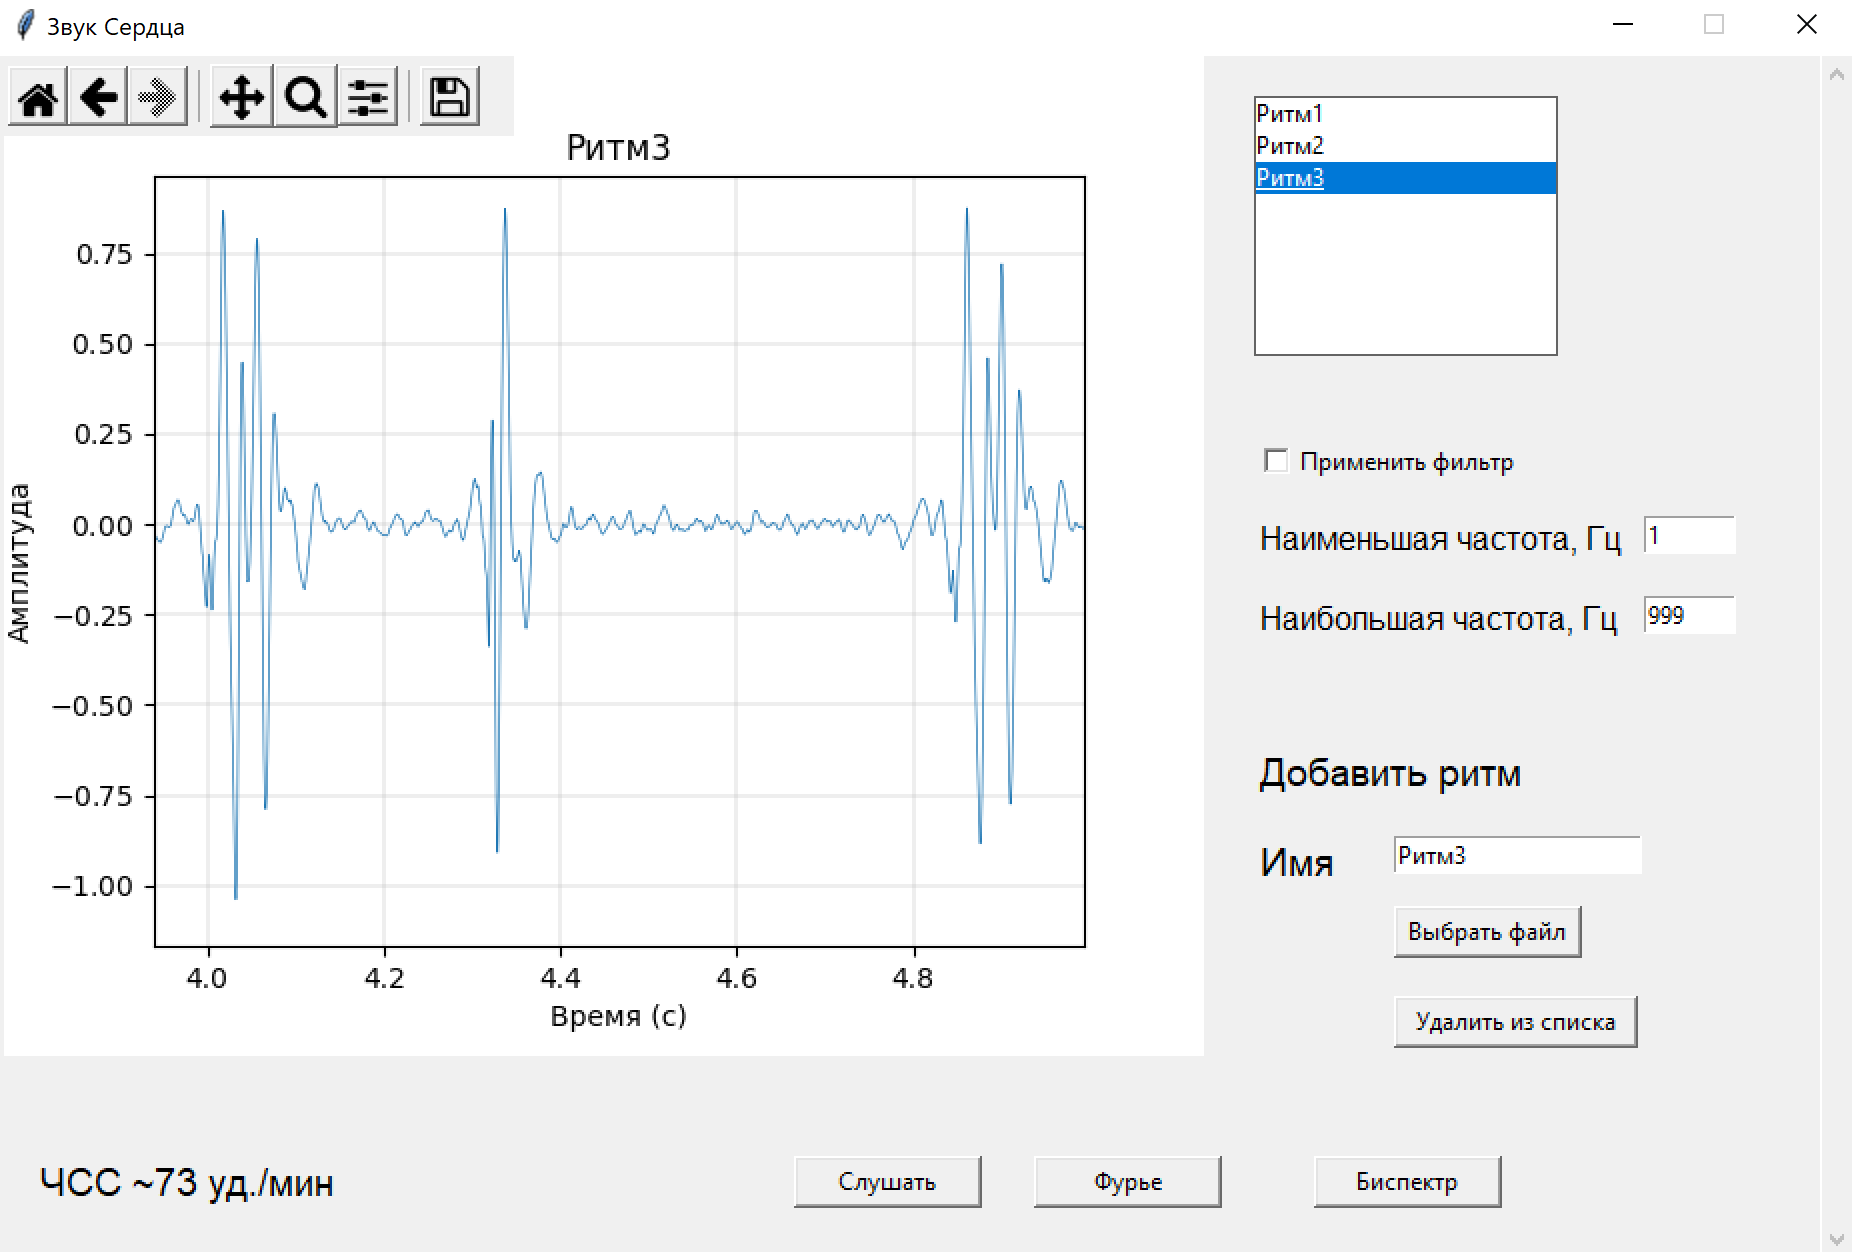 Звук Сердца
Ритм3
0.75
0.50
0.25
0.00
−0.25
−0.50
−0.75
−1.00
Амплитуда
4.0 4.2 4.4 4.6 4.8
Время (с)
Ритм1
Ритм2
Ритм3
Применить фильтр
Наименьшая частота, Гц 1
Наибольшая частота, Гц 999
Добавить ритм
Имя Ритм3
Выбрать файл
Удалить из списка
ЧСС ~73 уд./мин
Слушать Фурье Биспектр